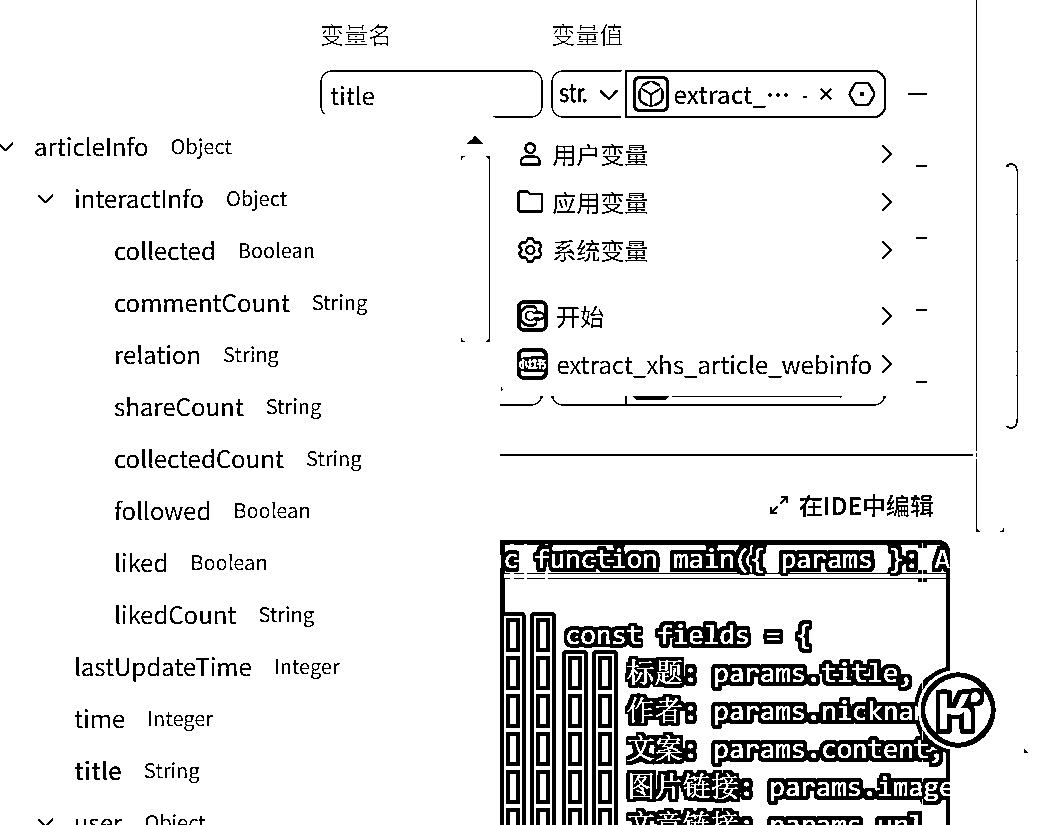 变量名 变量值
title str. extract_··· - ×
articleInfo Object
interactInfo Object
collected Boolean
commentCount String
relation String
shareCount String
collectedCount String
followed Boolean
liked Boolean
likedCount String
lastUpdateTime Integer
time Integer
title String
user Object
用户变量
应用变量
系统变量
开始
小红书 extract_xhs_article_webinfo
在IDE中编辑
c function main({ params }: A
const fields = {
标题: params.title,
作者: params.nickna
文案: params.content,
图片链接: params.image
文章链接: params.url